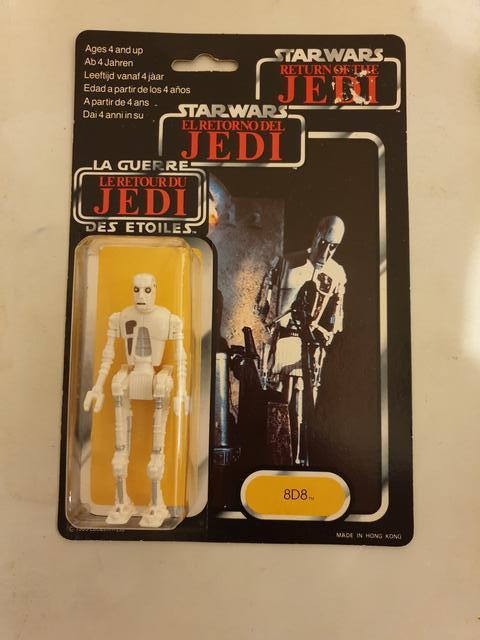 Ages 4 and up
Ab 4 Jahren
Leeftijd vanaf 4 jaar
Edad a partir de los 4 años
A partir de 4 ans
Dai 4 anni in su
STAR WARS
RETURN OF THE
JEDI
STAR WARS
EL RETORNO DEL
JEDI
LA GUERRE
LE RETOUR DU
JEDI
DES ETOILES
8D8 TM
MADE IN HONG KONG